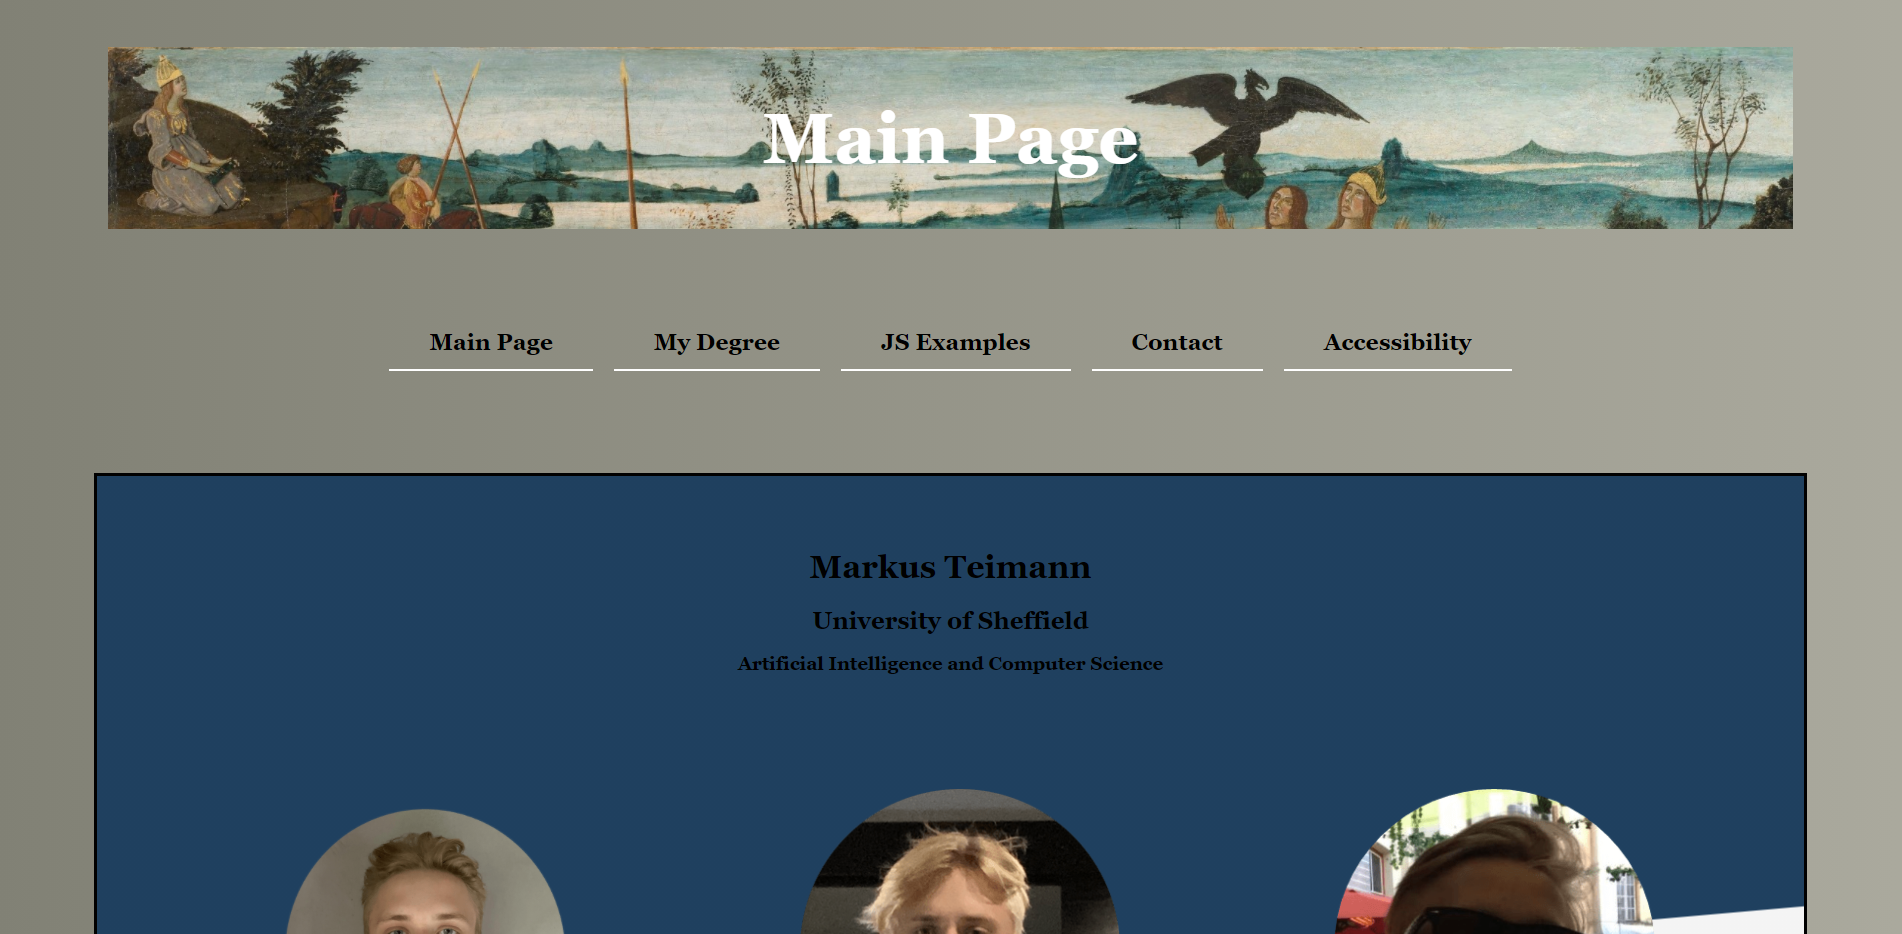 Main Page
Main Page My Degree JS Examples Contact Accessibility
Markus Teimann
University of Sheffield
Artificial Intelligence and Computer Science